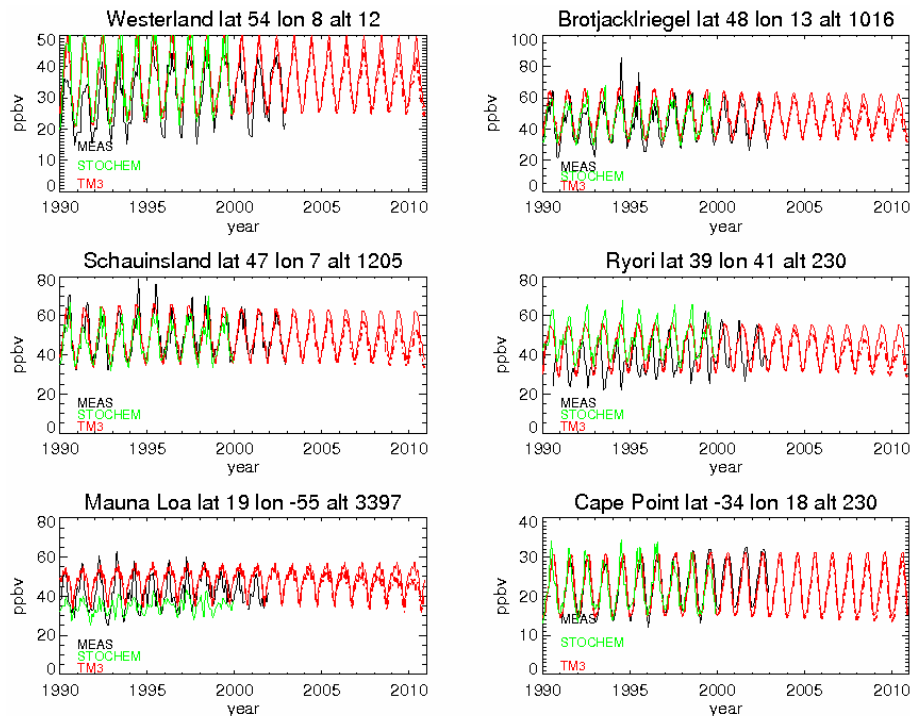 Westerland lat 54 lon 8 alt 12
50
40
30
20
10
0
ppbv
MEAS
STOCHEM
TM3
1990 1995 2000 2005 2010
year
Brotjacklriegel lat 48 lon 13 alt 1016
100
80
60
40
20
0
ppbv
MEAS
STOCHEM
TM3
1990 1995 2000 2005 2010
year
Schauinsland lat 47 lon 7 alt 1205
80
60
40
20
0
ppbv
MEAS
STOCHEM
TM3
1990 1995 2000 2005 2010
year
Ryori lat 39 lon 41 alt 230
80
60
40
20
0
ppbv
MEAS
STOCHEM
TM3
1990 1995 2000 2005 2010
year
Mauna Loa lat 19 lon -55 alt 3397
80
60
40
20
0
ppbv
MEAS
STOCHEM
TM3
1990 1995 2000 2005 2010
year
Cape Point lat -34 lon 18 alt 230
40
30
20
10
0
ppbv
MEAS
STOCHEM
TM3
1990 1995 2000 2005 2010
year